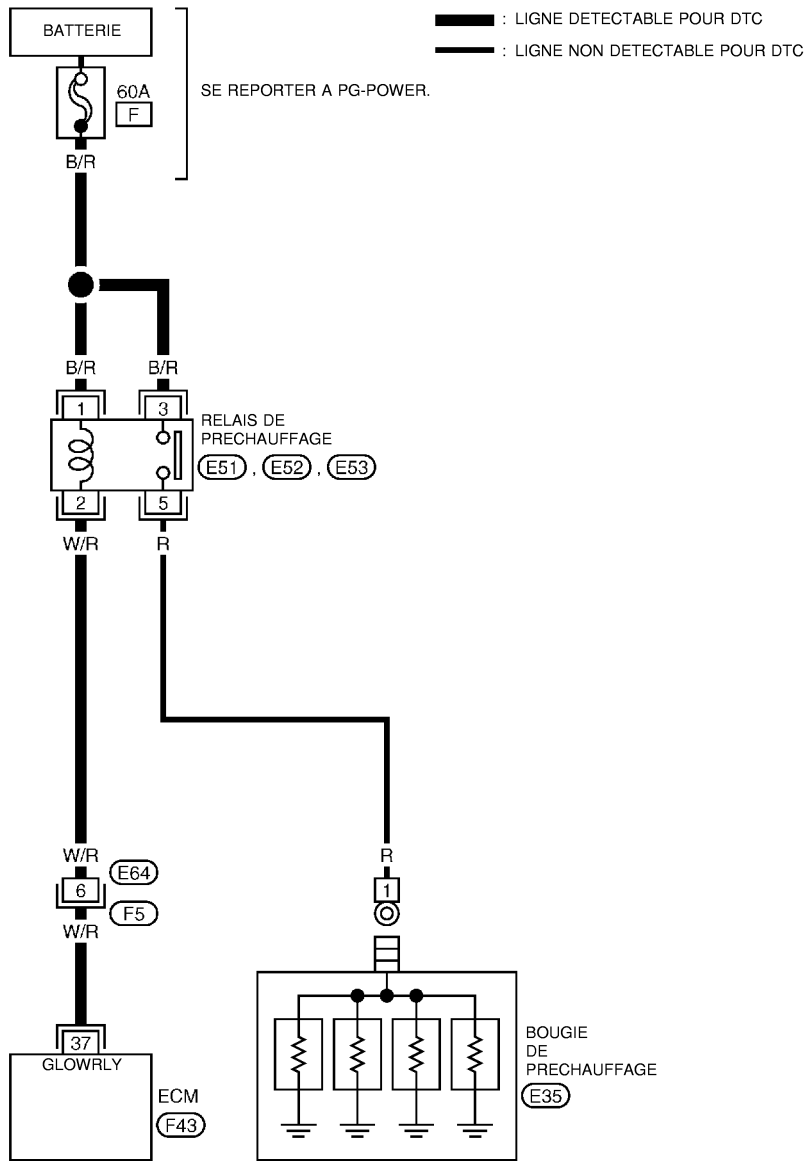 BATTERIE
60A
F
SE REPORTER A PG-POWER.
: LIGNE DETECTABLE POUR DTC
: LIGNE NON DETECTABLE POUR DTC
B/R
B/R
B/R
1
3
RELAIS DE
PRECHAUFFAGE
E51 , E52 , E53
2
5
W/R
R
W/R
E64
6
F5
W/R
R
1
37
GLOWRLY
ECM
F43
BOUGIE
DE
PRECHAUFFAGE
E35